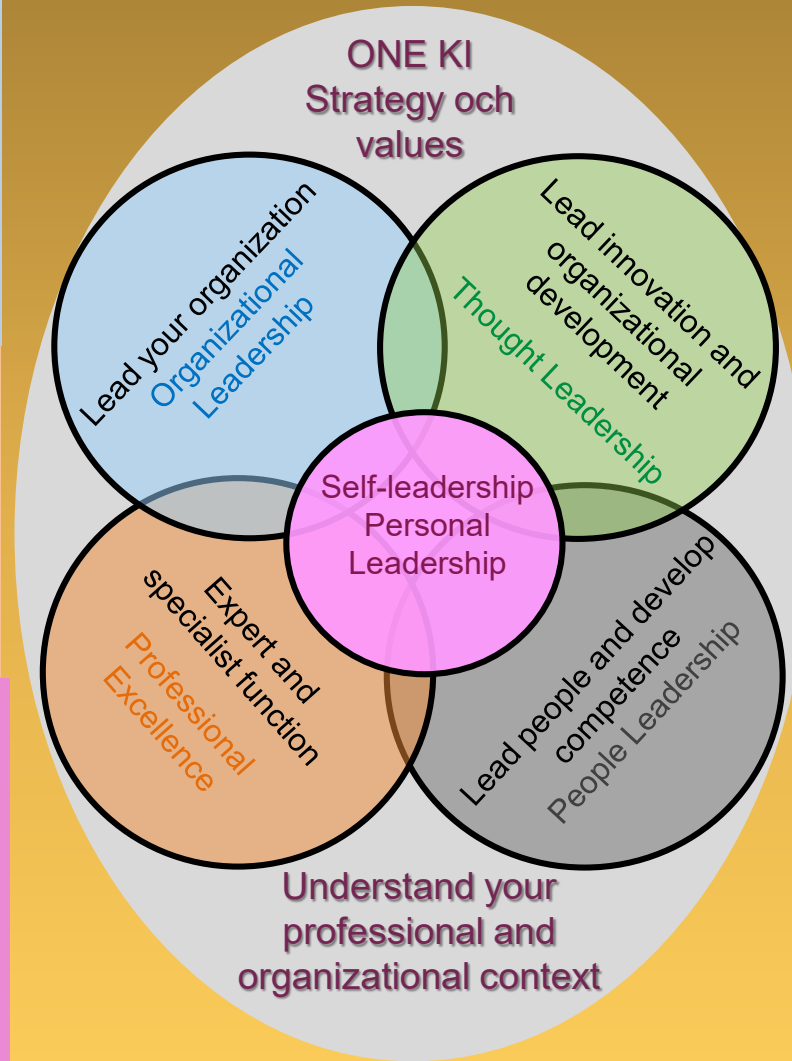 ONE KI
Strategy och
values
Lead your organization
Organizational
Leadership
Lead innovation and
organizational
development
Thought Leadership
Self-leadership
Personal
Leadership
Expert and
specialist function
Professional
Excellence
Lead people and develop
competence
People Leadership
Understand your
professional and
organizational context